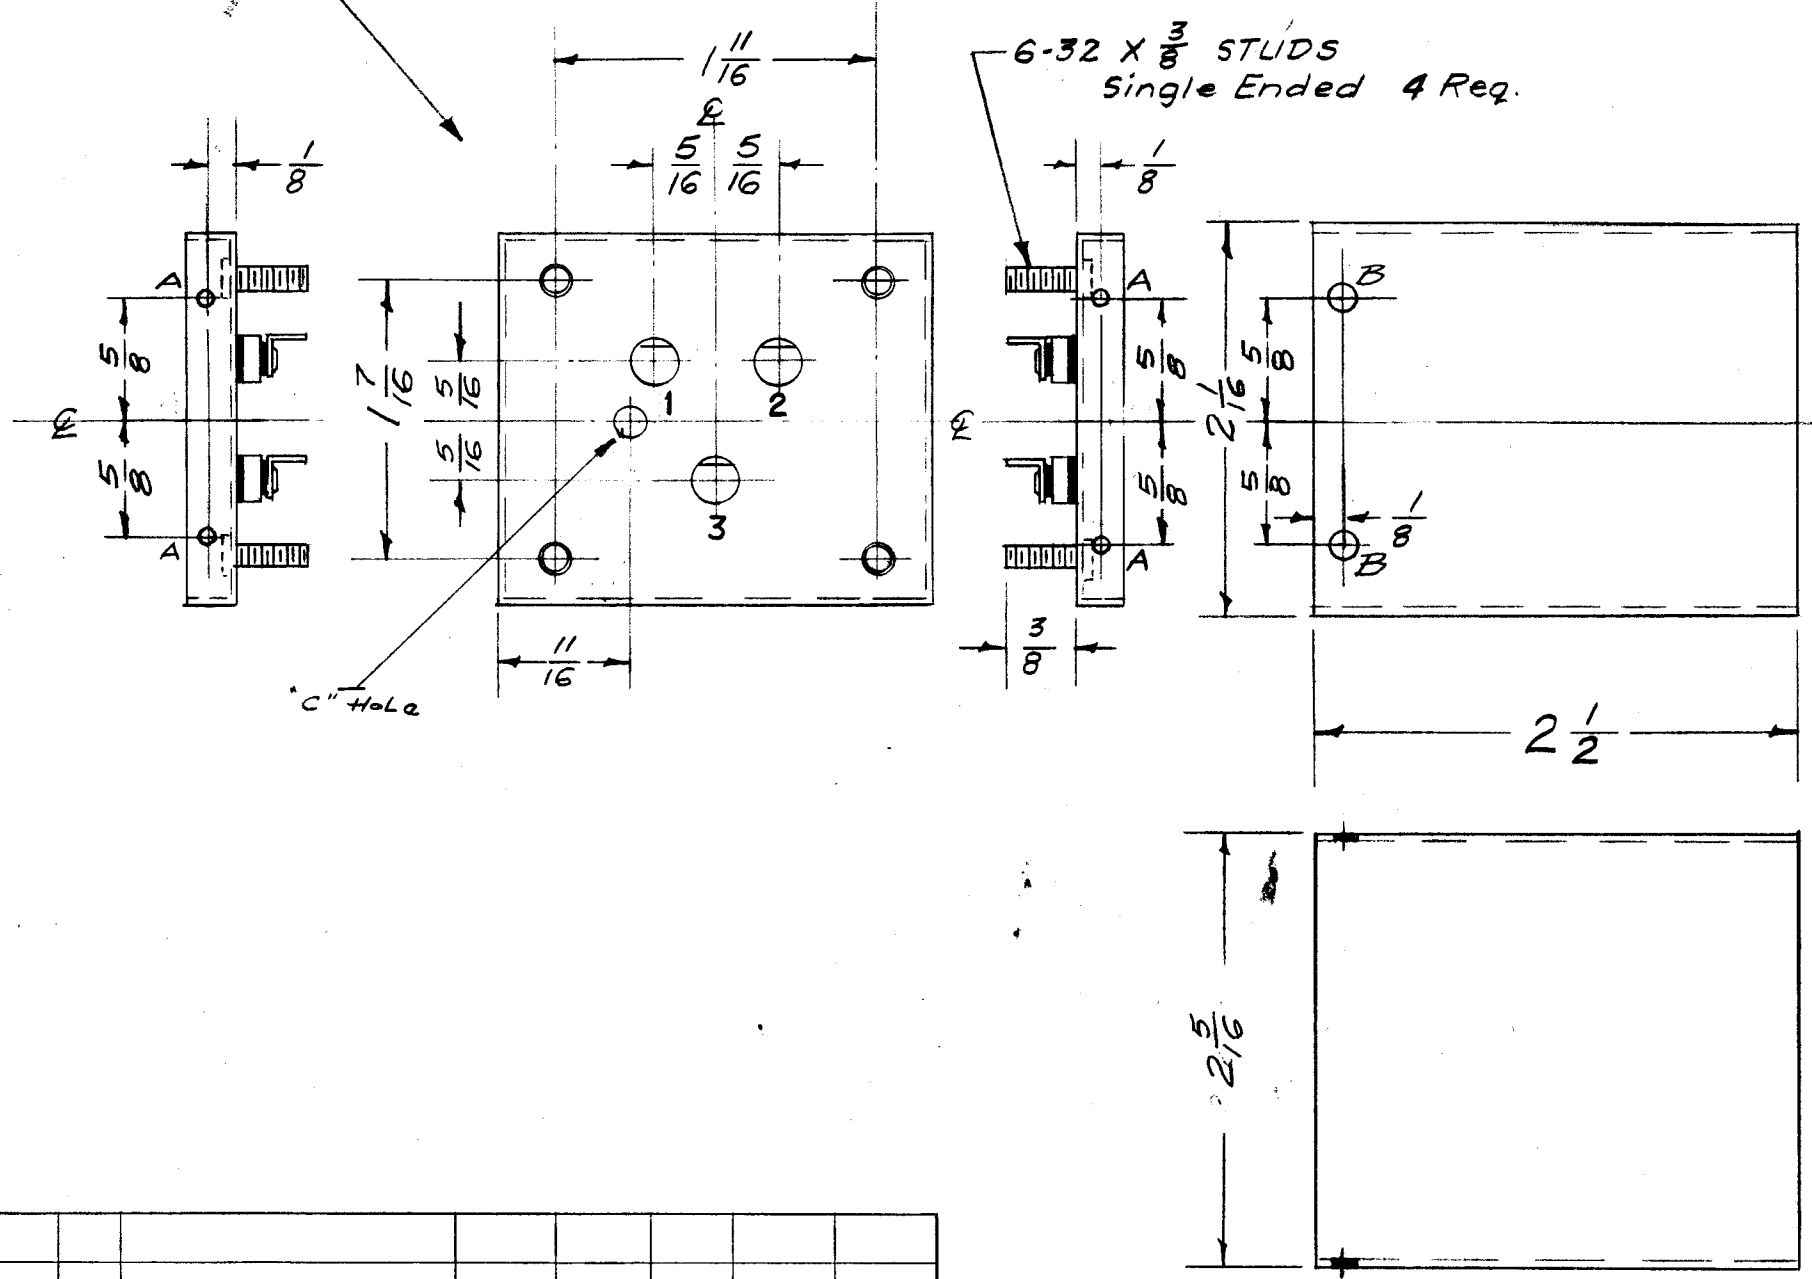 1 11/16
6-32 X 3/8 STUDS
Single Ended 4 Req.
℄
1/8
5/16 5/16
1/8
A
A
B
5/8
1 7/16
5/16
5/8
2 1/16
5/8
1
2
℄
℄
5/8
5/16
5/8
5/8
3
1/8
A
A
B
11/16
3/8
"C" Hole
2 1/2
2 5/16